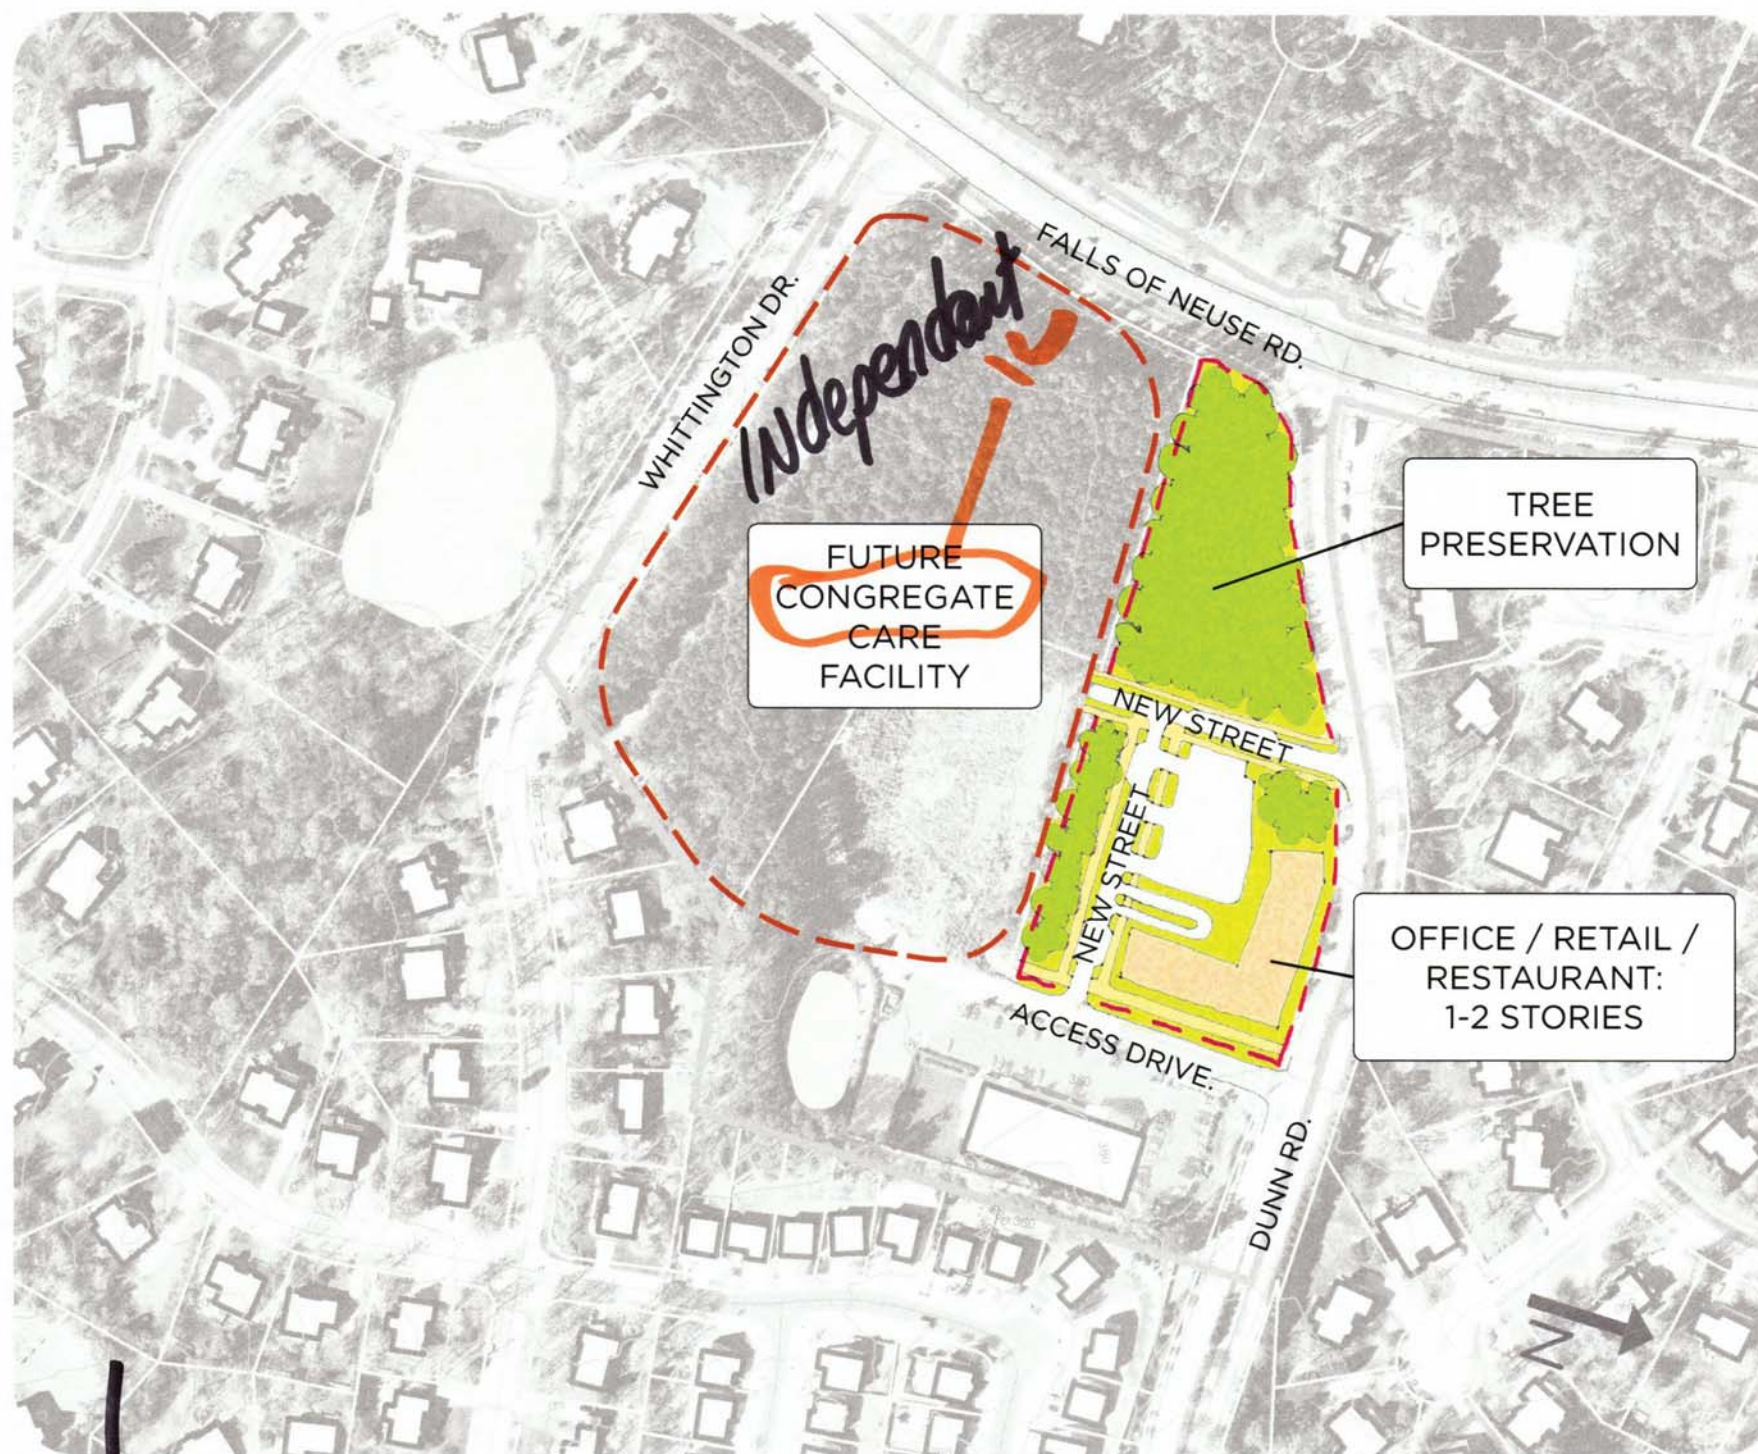 FALLS OF NEUSE RD.
WHITTINGTON DR.
INdependant
TREE
PRESERVATION
FUTURE
CONGREGATE
CARE
FACILITY
NEW STREET
NEW STREET
OFFICE / RETAIL /
RESTAURANT:
1-2 STORIES
ACCESS DRIVE.
DUNN RD.
N